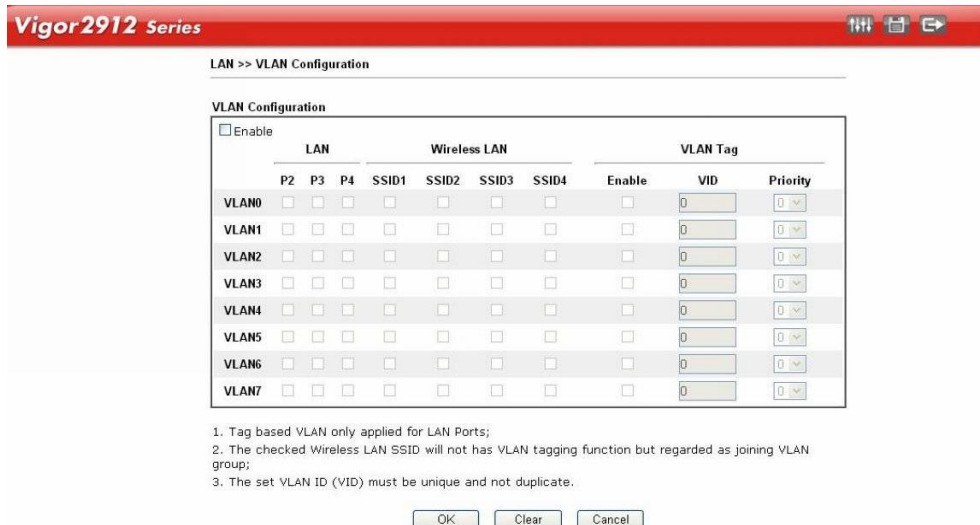 Vigor2912 Series
LAN >> VLAN Configuration
VLAN Configuration
Enable
LAN Wireless LAN VLAN Tag
P2 P3 P4 SSID1 SSID2 SSID3 SSID4 Enable VID Priority
VLAN0 0 0
VLAN1 0 0
VLAN2 0 0
VLAN3 0 0
VLAN4 0 0
VLAN5 0 0
VLAN6 0 0
VLAN7 0 0
1. Tag based VLAN only applied for LAN Ports;
2. The checked Wireless LAN SSID will not has VLAN tagging function but regarded as joining VLAN
group;
3. The set VLAN ID (VID) must be unique and not duplicate.
OK Clear Cancel